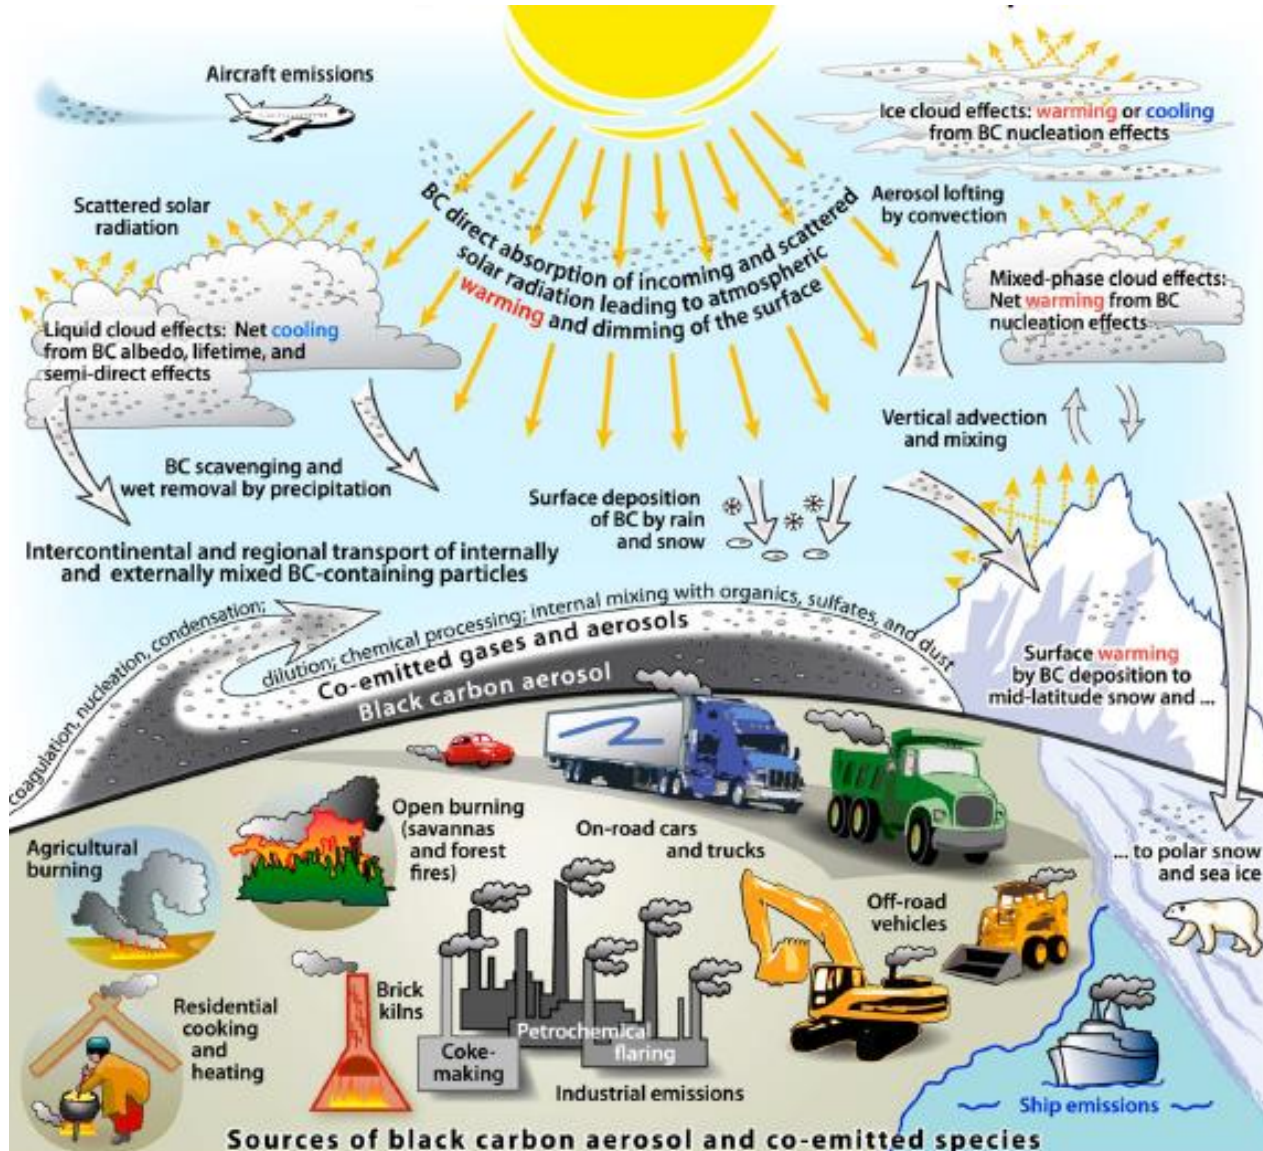 Aircraft emissions
Ice cloud effects: warming or cooling
from BC nucleation effects
Scattered solar
radiation
BC direct absorption of incoming and scattered
solar radiation leading to atmospheric
warming and dimming of the surface
Aerosol lofting
by convection
Mixed-phase cloud effects:
Net warming from BC
nucleation effects
Liquid cloud effects: Net cooling
from BC albedo, lifetime, and
semi-direct effects
Vertical advection
and mixing
BC scavenging and
wet removal by precipitation
Surface deposition
of BC by rain
and snow
Intercontinental and regional transport of internally
and externally mixed BC-containing particles
coagulation, nucleation, condensation;
dilution; chemical processing; internal mixing with organics, sulfates, and dust
Co-emitted gases and aerosols
Black carbon aerosol
Surface warming
by BC deposition to
mid-latitude snow and ...
... to polar snow
and sea ice
Agricultural
burning
Open burning
(savannas
and forest
fires)
On-road cars
and trucks
Off-road
vehicles
Residential
cooking
and
heating
Brick
kilns
Petrochemical
flaring
Coke-
making
Industrial emissions
Ship emissions
Sources of black carbon aerosol and co-emitted species